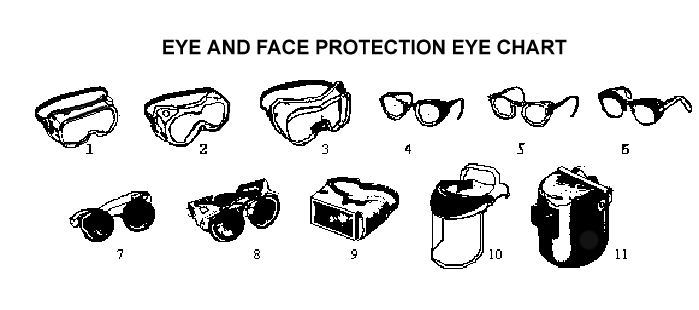 EYE AND FACE PROTECTION EYE CHART
1 2 3 4 5 6
7 8 9 10 11